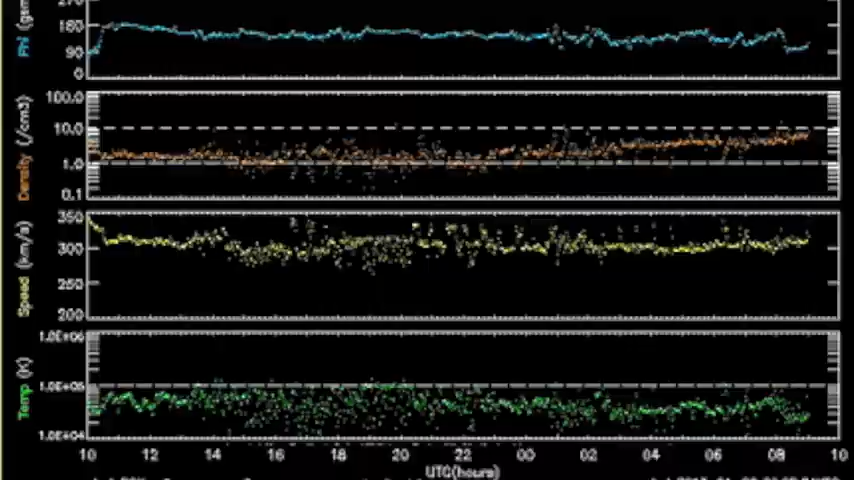 270
180
90
0
Phi (gsm
100.0
10.0
1.0
0.1
Density (/cm3)
350
300
250
200
Speed (km/s)
1.0E+06
1.0E+05
1.0E+04
Temp (K)
10 12 14 16 18 20 22 00 02 04 06 08 10
UTC(hours)